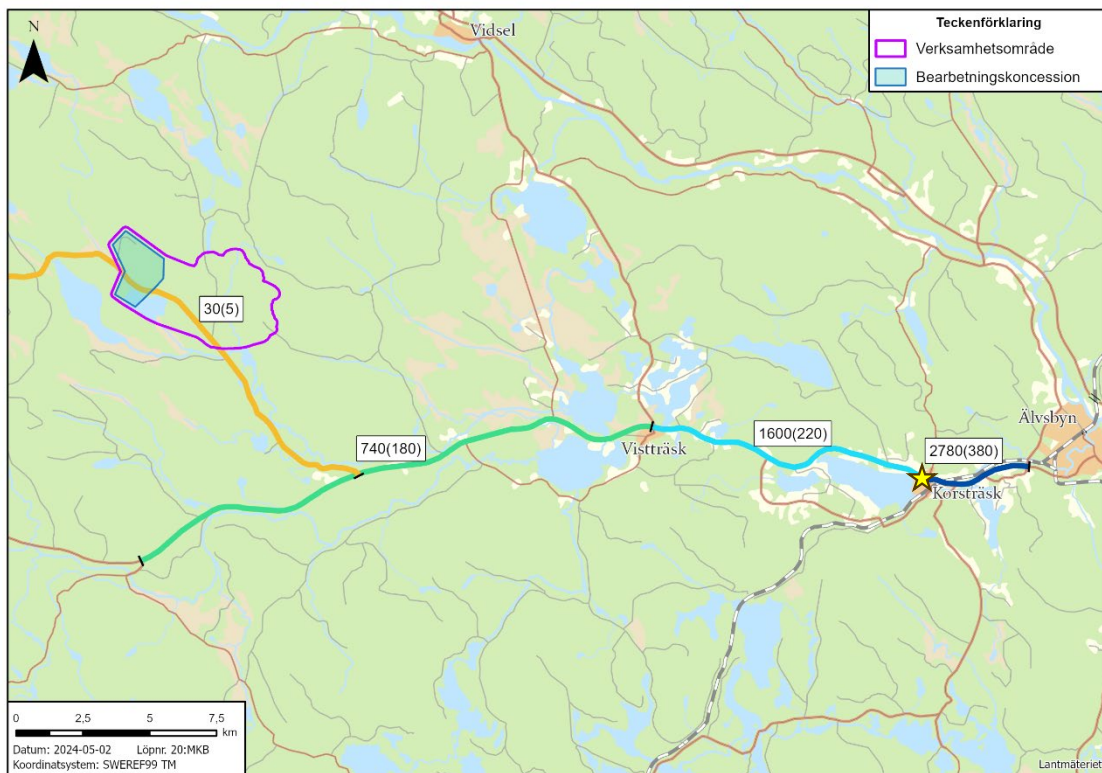 N
Vidsel
Teckenförklaring
Verksamhetsområde
Bearbetningskoncession
30(5)
740(180)
Vistträsk
1600(220)
2780(380)
Älvsbyn
Korsträsk
0 2,5 5 7,5
km
Datum: 2024-05-02 Löpnr. 20:MKB
Koordinatsystem: SWEREF99 TM
Lantmäteriet